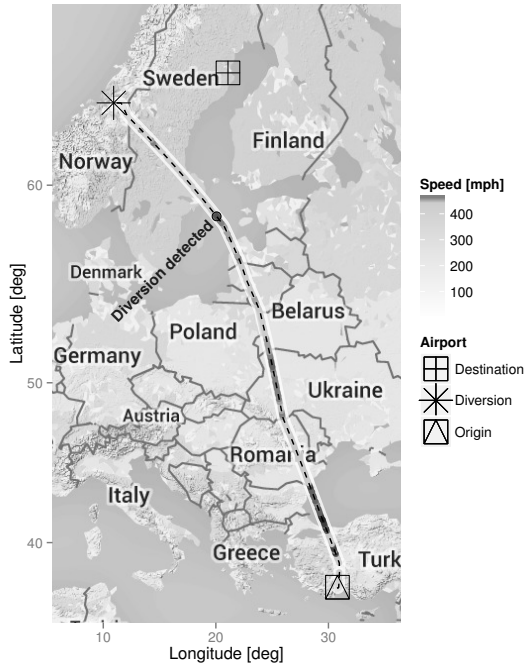 Sweden
Finland
Norway
60
Diversion detected
Denmark
Belarus
Poland
Germany
50
Ukraine
Austria
Romania
Italy
40
Greece
Turk
10
20
30
Longitude [deg]
Latitude [deg]
Speed [mph]
400
300
200
100
Airport
Destination
Diversion
Origin